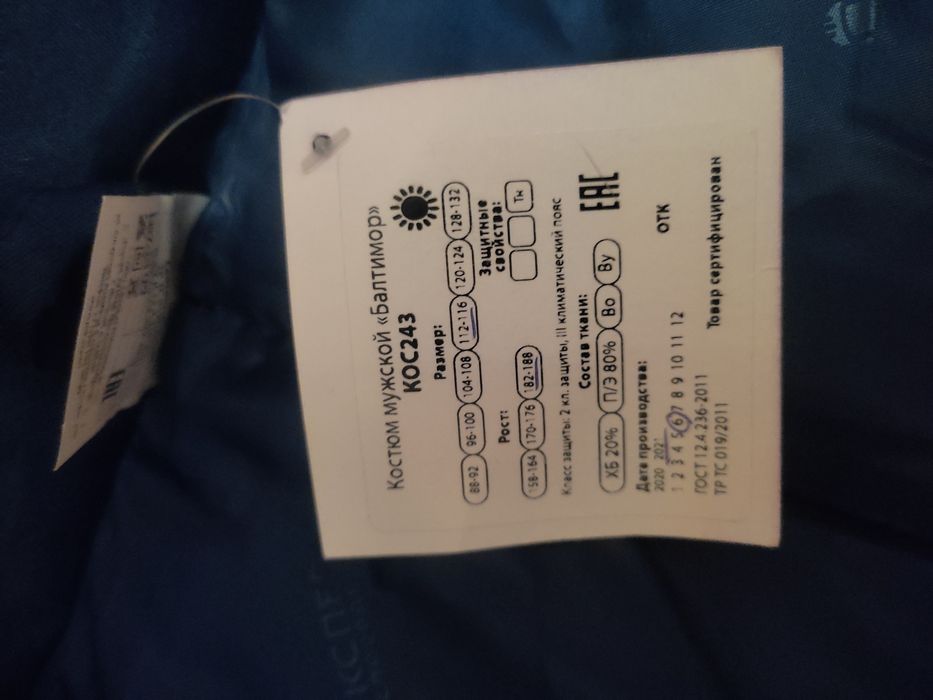 Костюм мужской «Балтимор»
КОС243
Размер:
88-92 96-100 104-108 112-116 120-124 128-132
Рост:
158-164 170-176 182-188
Защитные
свойства:
Тн
Класс защиты: 2 кл. защиты, III климатический пояс
Состав ткани:
ХБ 20% П/Э 80% Во Ву
EAC
Дата производства:
2020 2021
1 2 3 4 5 6 7 8 9 10 11 12
ОТК
ГОСТ 12.4.236-2011
ТР ТС 019/2011
Товар сертифицирован